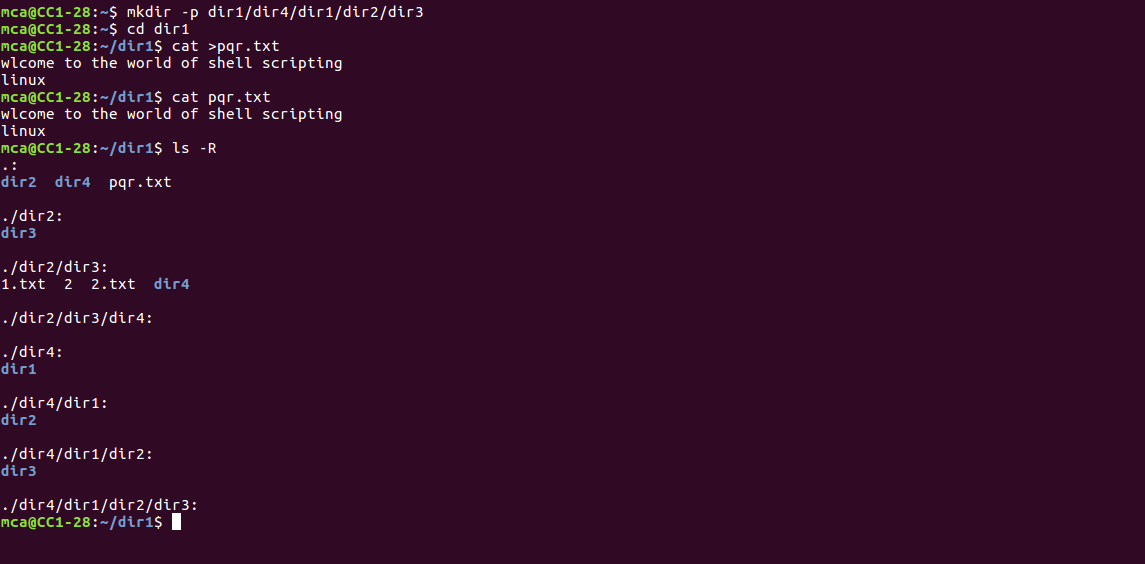 mca@CC1-28:~$ mkdir -p dir1/dir4/dir1/dir2/dir3
mca@CC1-28:~$ cd dir1
mca@CC1-28:~/dir1$ cat >pqr.txt
wlcome to the world of shell scripting
linux
mca@CC1-28:~/dir1$ cat pqr.txt
wlcome to the world of shell scripting
linux
mca@CC1-28:~/dir1$ ls -R
.:
dir2  dir4  pqr.txt

./dir2:
dir3

./dir2/dir3:
1.txt  2  2.txt  dir4

./dir2/dir3/dir4:

./dir4:
dir1

./dir4/dir1:
dir2

./dir4/dir1/dir2:
dir3

./dir4/dir1/dir2/dir3:
mca@CC1-28:~/dir1$